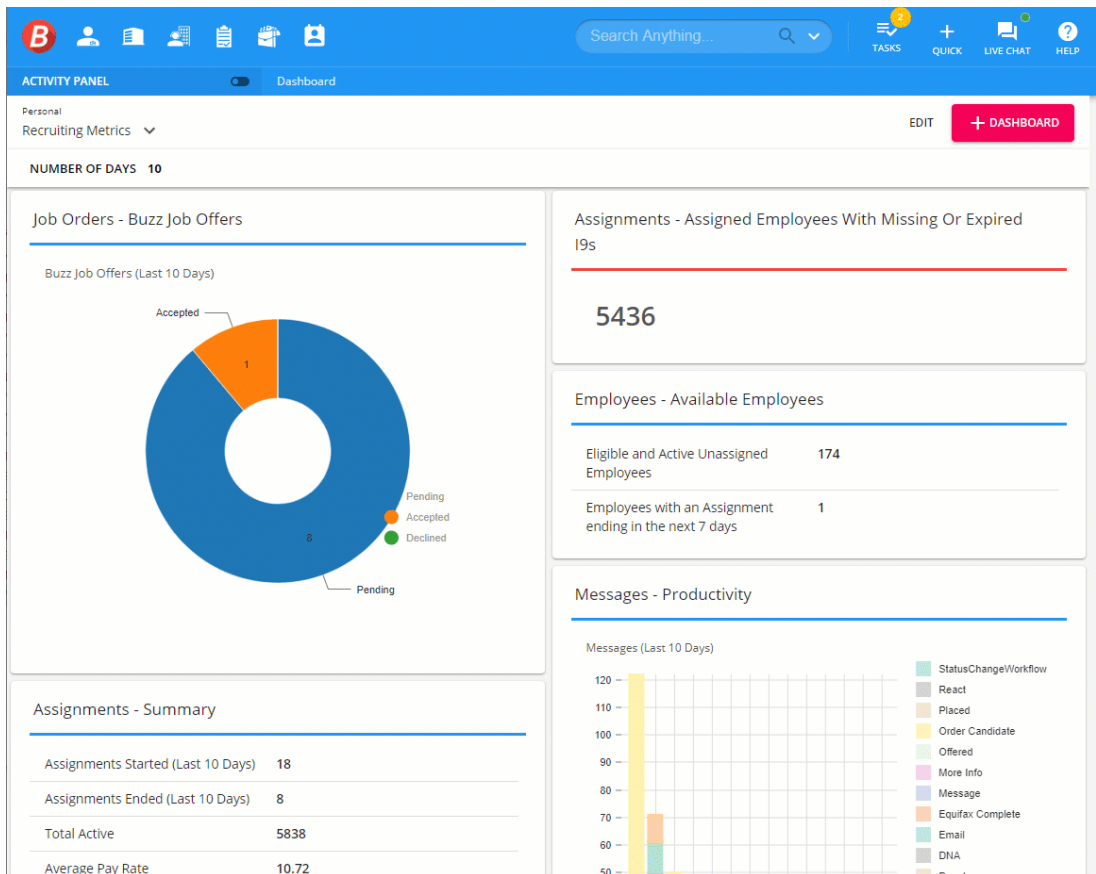 B
Search Anything...
2
TASKS
QUICK
LIVE CHAT
?
HELP
ACTIVITY PANEL
Dashboard
Personal
Recruiting Metrics
EDIT
+ DASHBOARD
NUMBER OF DAYS 10
Job Orders - Buzz Job Offers
Buzz Job Offers (Last 10 Days)
Accepted
1
8
Pending
Accepted
Declined
Pending
Assignments - Summary
Assignments Started (Last 10 Days) 18
Assignments Ended (Last 10 Days) 8
Total Active 5838
Average Pay Rate 10.72
Assignments - Assigned Employees With Missing Or Expired
I9s
5436
Employees - Available Employees
Eligible and Active Unassigned 174
Employees
Employees with an Assignment 1
ending in the next 7 days
Messages - Productivity
Messages (Last 10 Days)
120
110
100
90
80
70
60
50
StatusChangeWorkflow
React
Placed
Order Candidate
Offered
More Info
Message
Equifax Complete
Email
DNA